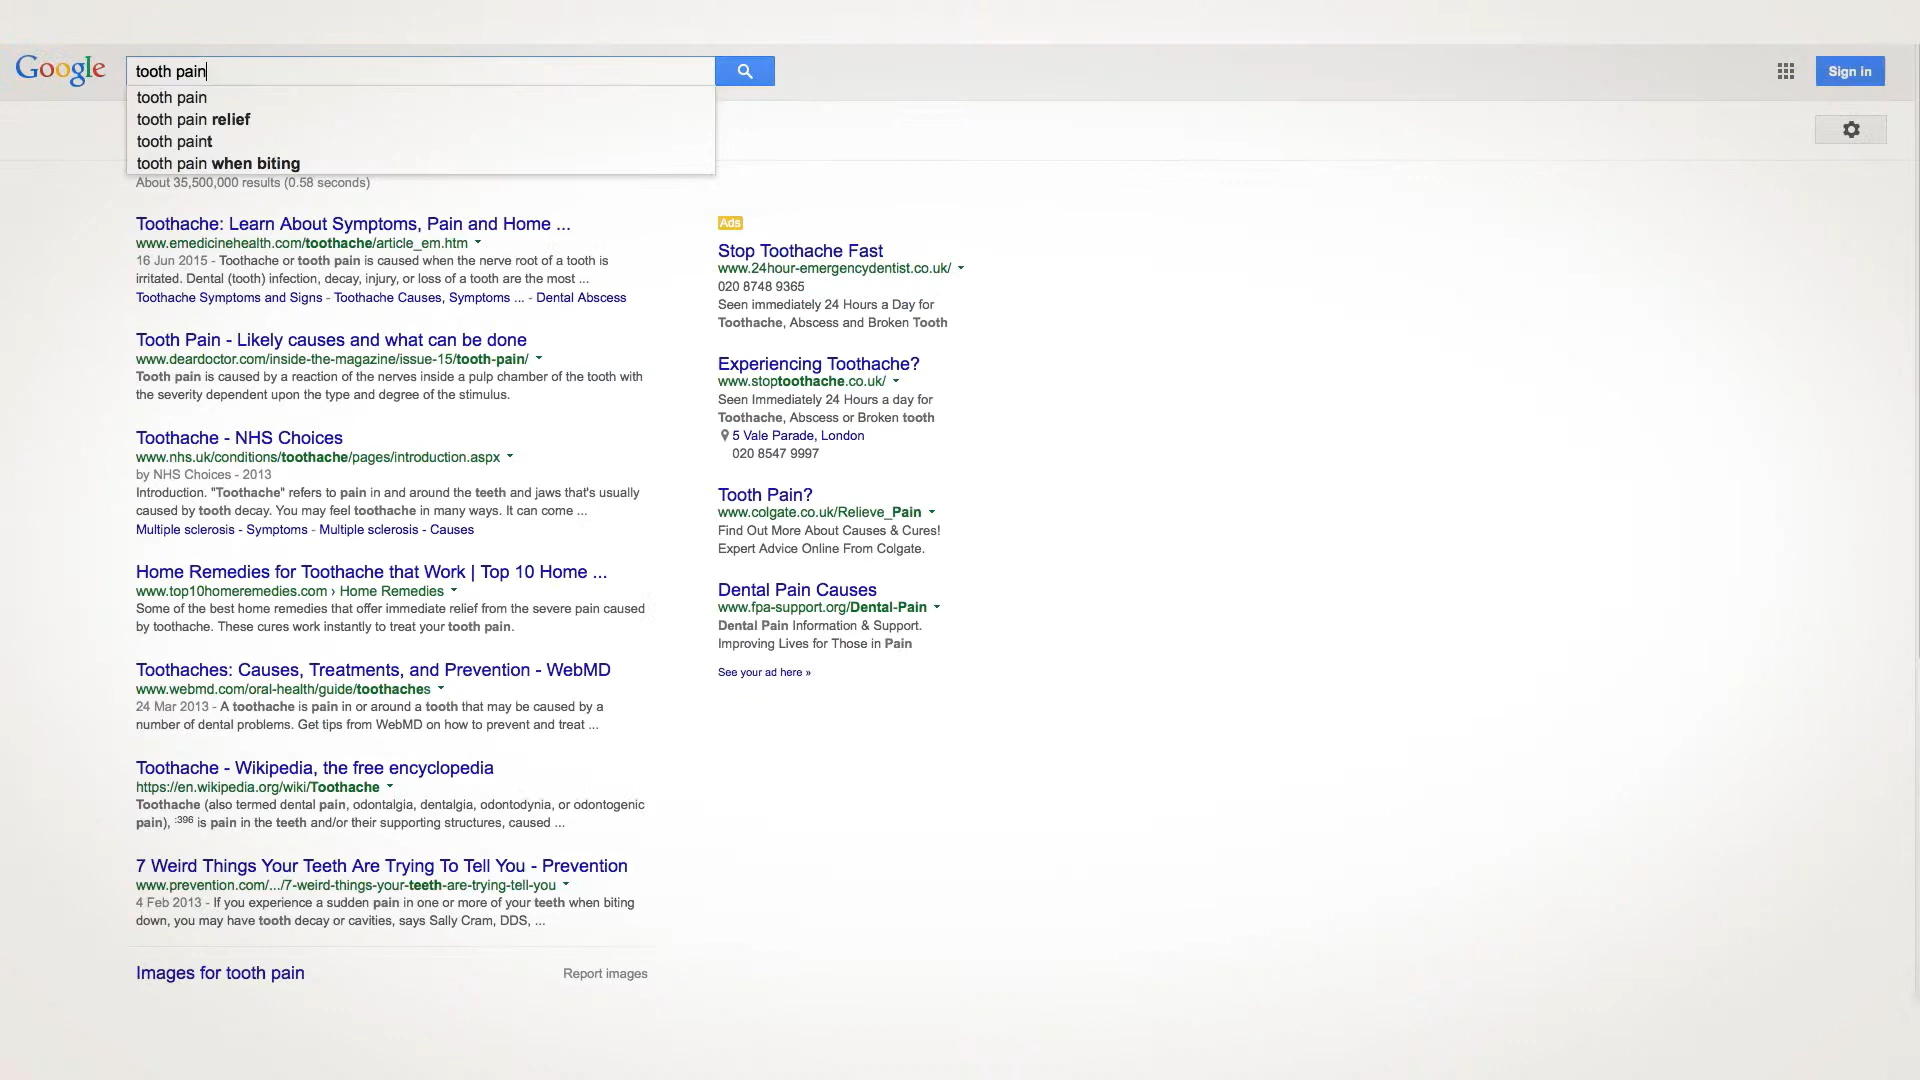 Google
tooth pain
Sign in
tooth pain
tooth pain relief
tooth paint
tooth pain when biting
About 35,500,000 results (0.58 seconds)
Toothache: Learn About Symptoms, Pain and Home ...
www.emedicinehealth.com/toothache/article_em.htm
16 Jun 2015 - Toothache or tooth pain is caused when the nerve root of a tooth is
irritated. Dental (tooth) infection, decay, injury, or loss of a tooth are the most ...
Toothache Symptoms and Signs - Toothache Causes, Symptoms ... - Dental Abscess
Tooth Pain - Likely causes and what can be done
www.deardoctor.com/inside-the-magazine/issue-15/tooth-pain/
Tooth pain is caused by a reaction of the nerves inside a pulp chamber of the tooth with
the severity dependent upon the type and degree of the stimulus.
Toothache - NHS Choices
www.nhs.uk/conditions/toothache/pages/introduction.aspx
by NHS Choices - 2013
Introduction. "Toothache" refers to pain in and around the teeth and jaws that's usually
caused by tooth decay. You may feel toothache in many ways. It can come ...
Multiple sclerosis - Symptoms - Multiple sclerosis - Causes
Home Remedies for Toothache that Work | Top 10 Home ...
www.top10homeremedies.com › Home Remedies
Some of the best home remedies that offer immediate relief from the severe pain caused
by toothache. These cures work instantly to treat your tooth pain.
Toothaches: Causes, Treatments, and Prevention - WebMD
www.webmd.com/oral-health/guide/toothaches
24 Mar 2013 - A toothache is pain in or around a tooth that may be caused by a
number of dental problems. Get tips from WebMD on how to prevent and treat ...
Toothache - Wikipedia, the free encyclopedia
https://en.wikipedia.org/wiki/Toothache
Toothache (also termed dental pain, odontalgia, dentalgia, odontodynia, or odontogenic
pain), :396 is pain in the teeth and/or their supporting structures, caused ...
7 Weird Things Your Teeth Are Trying To Tell You - Prevention
www.prevention.com/.../7-weird-things-your-teeth-are-trying-tell-you
4 Feb 2013 - If you experience a sudden pain in one or more of your teeth when biting
down, you may have tooth decay or cavities, says Sally Cram, DDS, ...
Images for tooth pain
Report images
Ads
Stop Toothache Fast
www.24hour-emergencydentist.co.uk/
020 8748 9365
Seen immediately 24 Hours a Day for
Toothache, Abscess and Broken Tooth
Experiencing Toothache?
www.stoptoothache.co.uk/
Seen Immediately 24 Hours a day for
Toothache, Abscess or Broken tooth
5 Vale Parade, London
020 8547 9997
Tooth Pain?
www.colgate.co.uk/Relieve_Pain
Find Out More About Causes & Cures!
Expert Advice Online From Colgate.
Dental Pain Causes
www.fpa-support.org/Dental-Pain
Dental Pain Information & Support.
Improving Lives for Those in Pain
See your ad here »